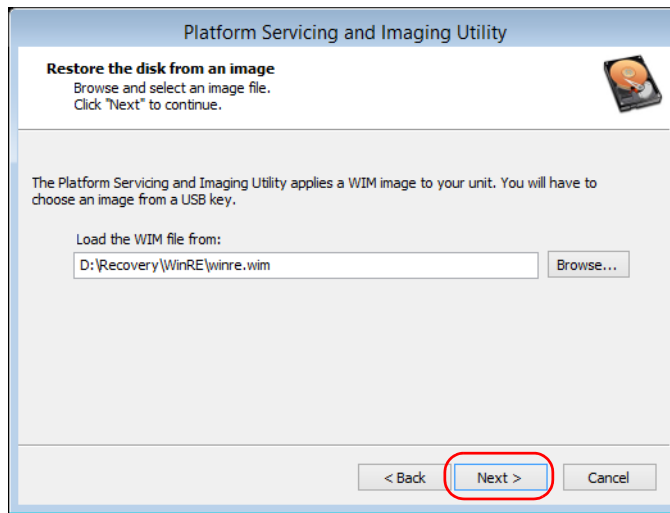 Platform Servicing and Imaging Utility
Restore the disk from an image
Browse and select an image file.
Click "Next" to continue.
The Platform Servicing and Imaging Utility applies a WIM image to your unit. You will have to
choose an image from a USB key.
Load the WIM file from:
D:\Recovery\WinRE\winre.wim
Browse...
< Back
Next >
Cancel